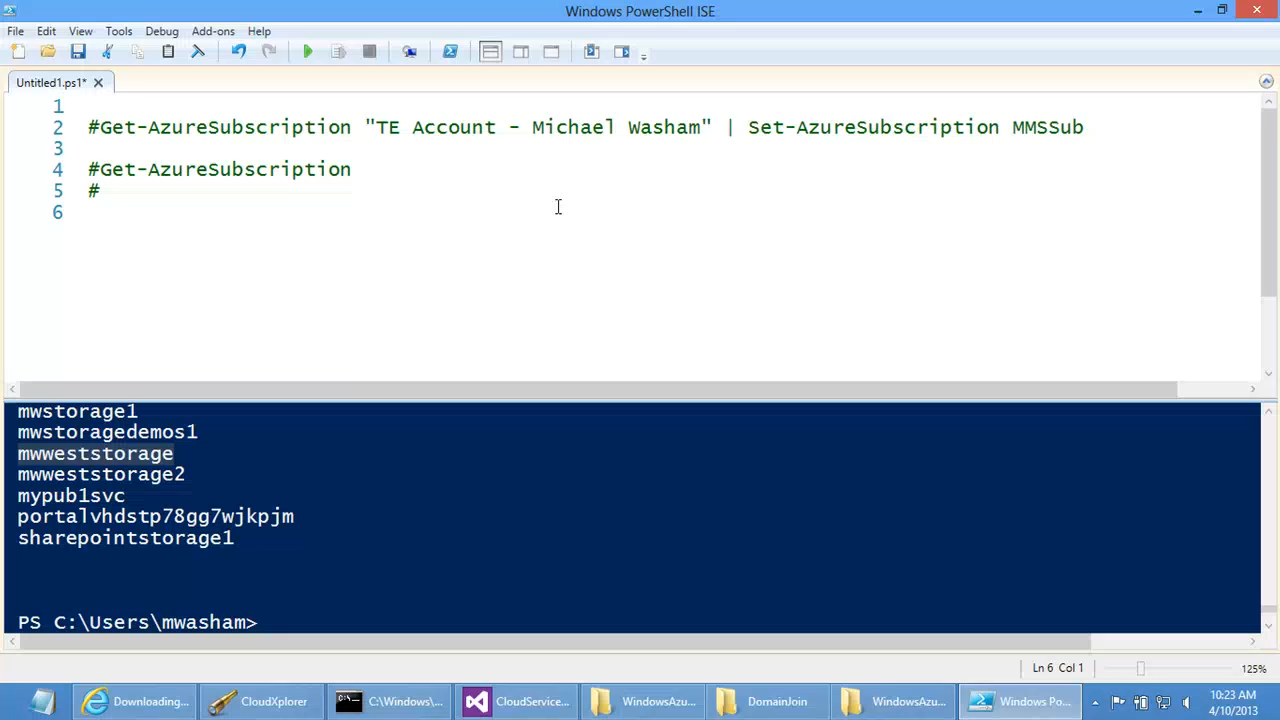 Windows PowerShell ISE
File Edit View Tools Debug Add-ons Help
Untitled1.ps1*
1
2 #Get-AzureSubscription "TE Account - Michael Washam" | Set-AzureSubscription MMSSub
3
4 #Get-AzureSubscription
5 #
6
mwstorage1
mwstoragedemos1
mwweststorage
mwweststorage2
mypub1svc
portalvhdstp78gg7wjkpjm
sharepointstorage1
PS C:\Users\mwasham>
Ln 6 Col 1 125%
Downloading... CloudXplorer C:\Windows\... CloudService... WindowsAzu... DomainJoin WindowsAzu... Windows Po... 10:23 AM
4/10/2013